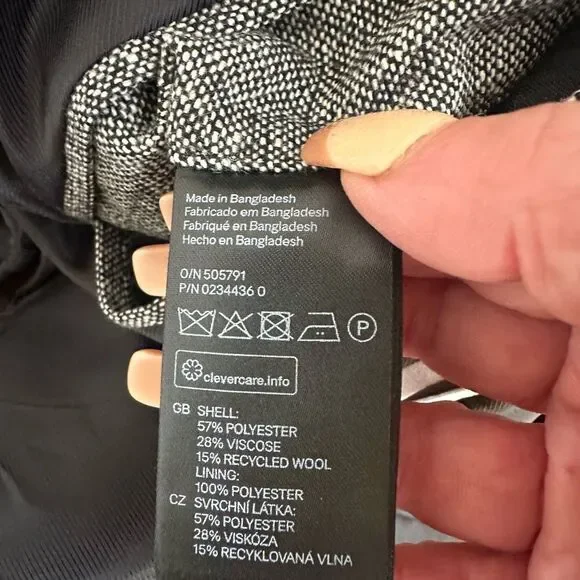 Made in Bangladesh
Fabricado em Bangladesh
Fabriqué en Bangladesh
Hecho en Bangladesh
O/N 505791
P/N 0234436 0
P
clevercare.info
GB SHELL:
57% POLYESTER
28% VISCOSE
15% RECYCLED WOOL
LINING:
100% POLYESTER
CZ SVRCHNÍ LÁTKA:
57% POLYESTER
28% VISKÓZA
15% RECYKLOVANÁ VLNA